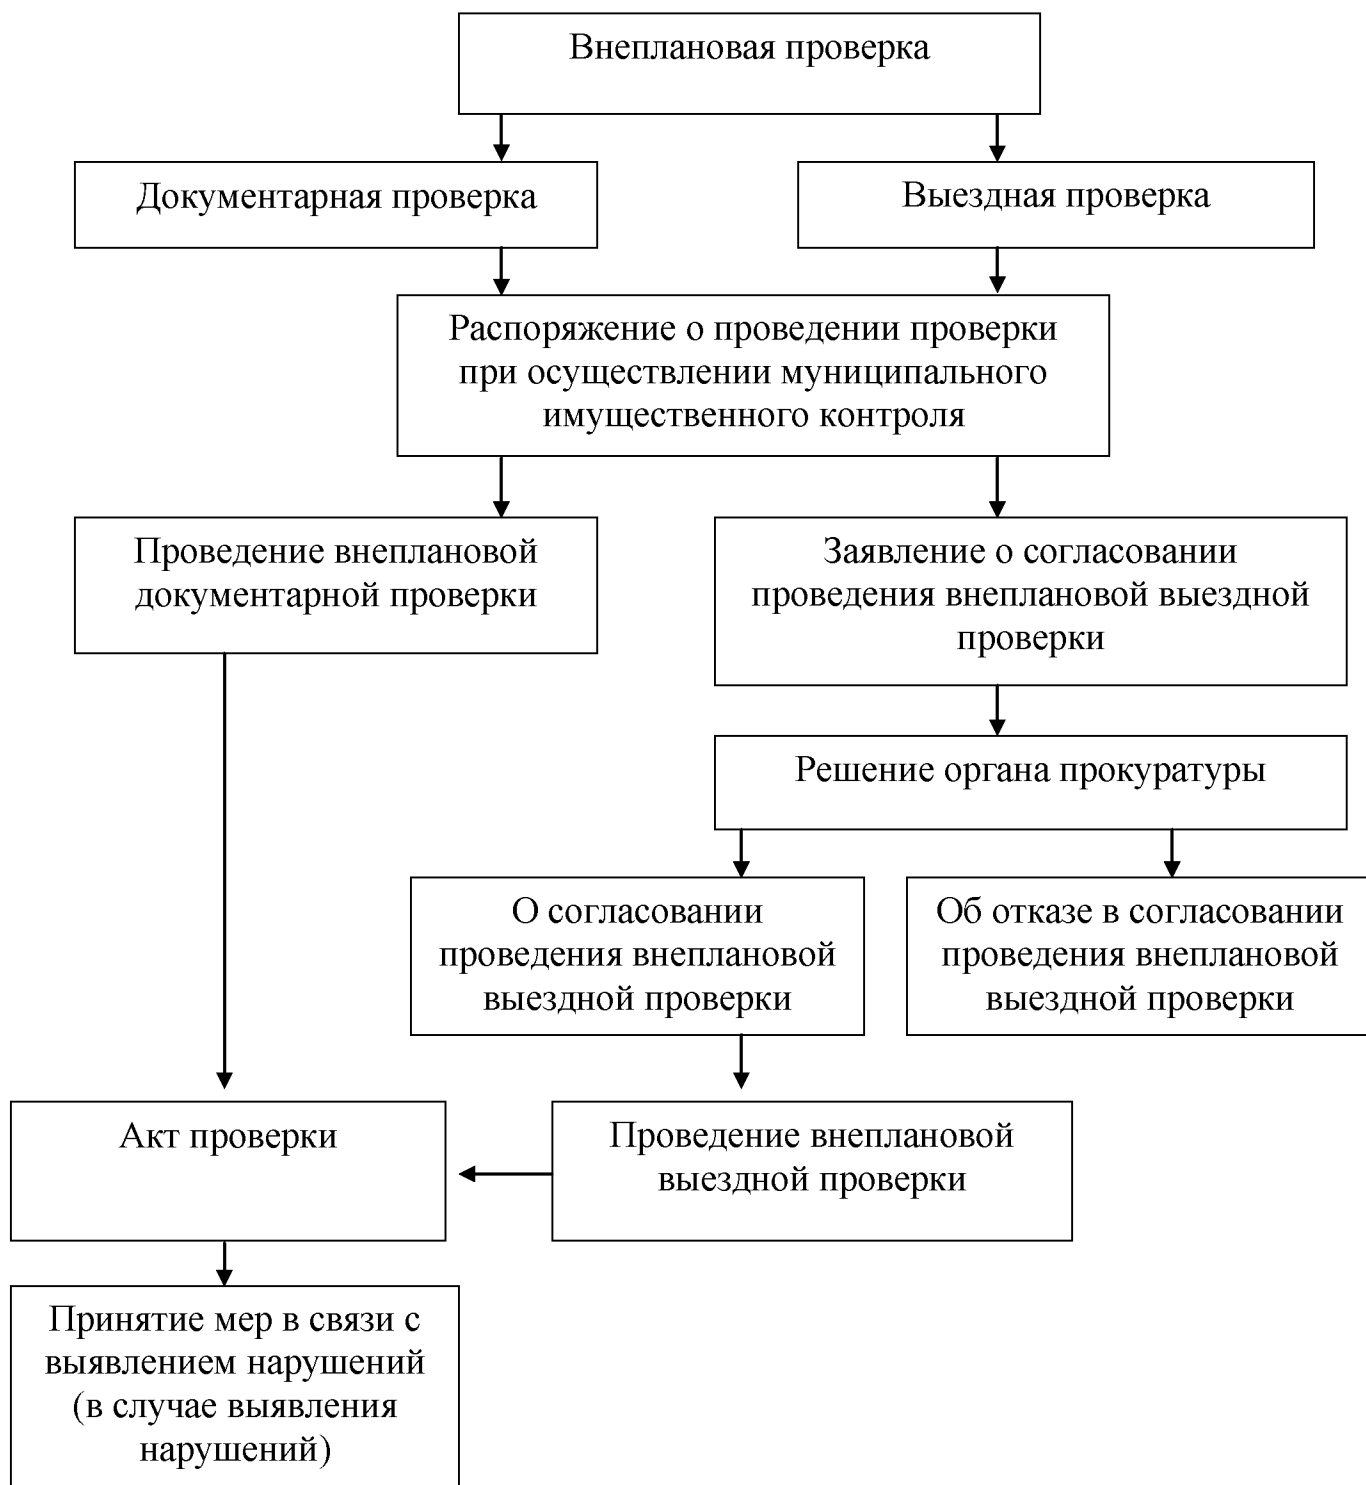 Внеплановая проверка
Документарная проверка
Выездная проверка
Распоряжение о проведении проверки
при осуществлении муниципального
имущественного контроля
Проведение внеплановой
документарной проверки
Заявление о согласовании
проведения внеплановой выездной
проверки
Решение органа прокуратуры
О согласовании
проведения внеплановой
выездной проверки
Об отказе в согласовании
проведения внеплановой
выездной проверки
Акт проверки
Проведение внеплановой
выездной проверки
Принятие мер в связи с
выявлением нарушений
(в случае выявления
нарушений)